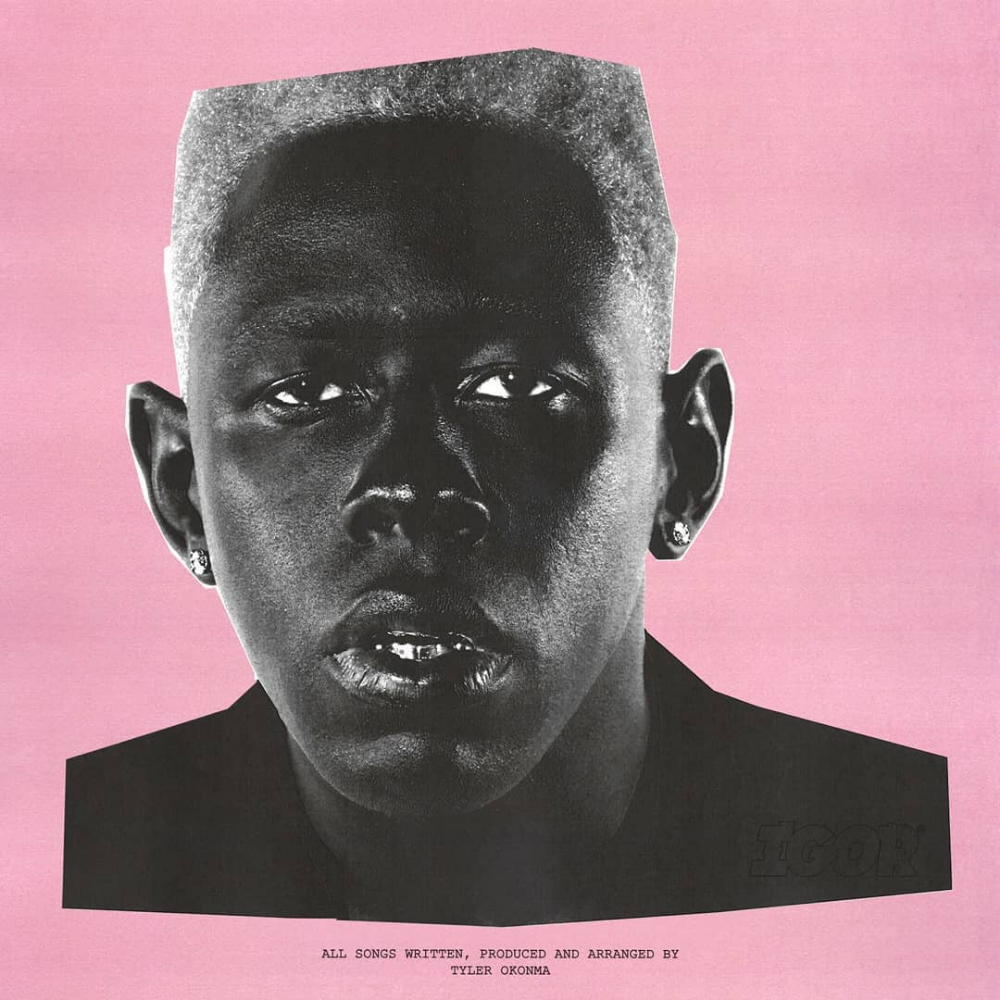 IGOR
ALL SONGS WRITTEN, PRODUCED AND ARRANGED BY
TYLER OKONMA